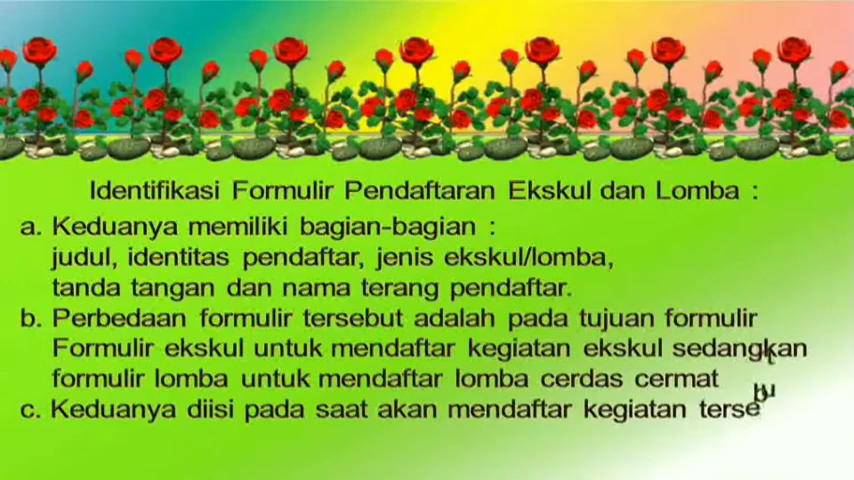 Identifikasi Formulir Pendaftaran Ekskul dan Lomba :
a. Keduanya memiliki bagian-bagian :
judul, identitas pendaftar, jenis ekskul/lomba,
tanda tangan dan nama terang pendaftar.
b. Perbedaan formulir tersebut adalah pada tujuan formulir
Formulir ekskul untuk mendaftar kegiatan ekskul sedangkan
formulir lomba untuk mendaftar lomba cerdas cermat
c. Keduanya diisi pada saat akan mendaftar kegiatan